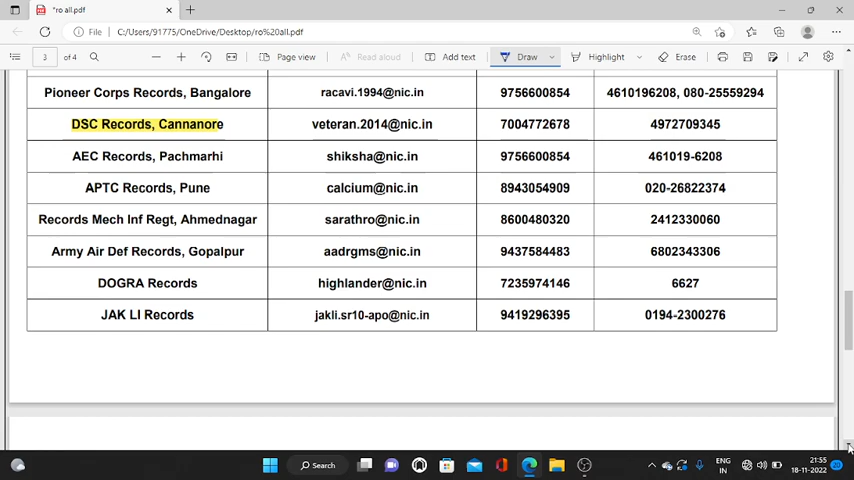 *ro all.pdf
File
C:/Users/91775/OneDrive/Desktop/ro%20all.pdf
3 of 4
Page view
Read aloud
Add text
Draw
Highlight
Erase
Pioneer Corps Records, Bangalore racavi.1994@nic.in 9756600854 4610196208, 080-25559294
DSC Records, Cannanore veteran.2014@nic.in 7004772678 4972709345
AEC Records, Pachmarhi shiksha@nic.in 9756600854 461019-6208
APTC Records, Pune calcium@nic.in 8943054909 020-26822374
Records Mech Inf Regt, Ahmednagar sarathro@nic.in 8600480320 2412330060
Army Air Def Records, Gopalpur aadrgms@nic.in 9437584483 6802343306
DOGRA Records highlander@nic.in 7235974146 6627
JAK LI Records jakli.sr10-apo@nic.in 9419296395 0194-2300276
Search
ENG
IN
21:55
18-11-2022
20